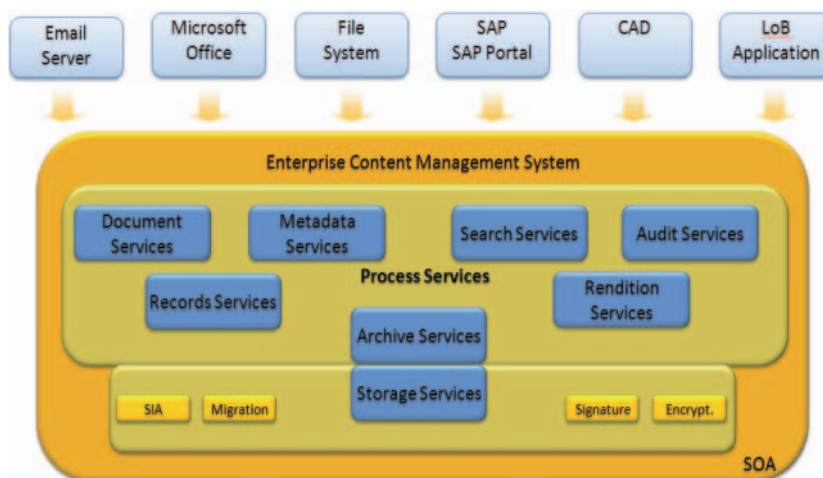 Email
Server
Microsoft
Office
File
System
SAP
SAP Portal
CAD
LoB
Application
Enterprise Content Management System
Document
Services
Metadata
Services
Search Services
Audit Services
Process Services
Records Services
Rendition
Services
Archive Services
Storage Services
SIA
Migration
Signature
Encrypt.
SOA